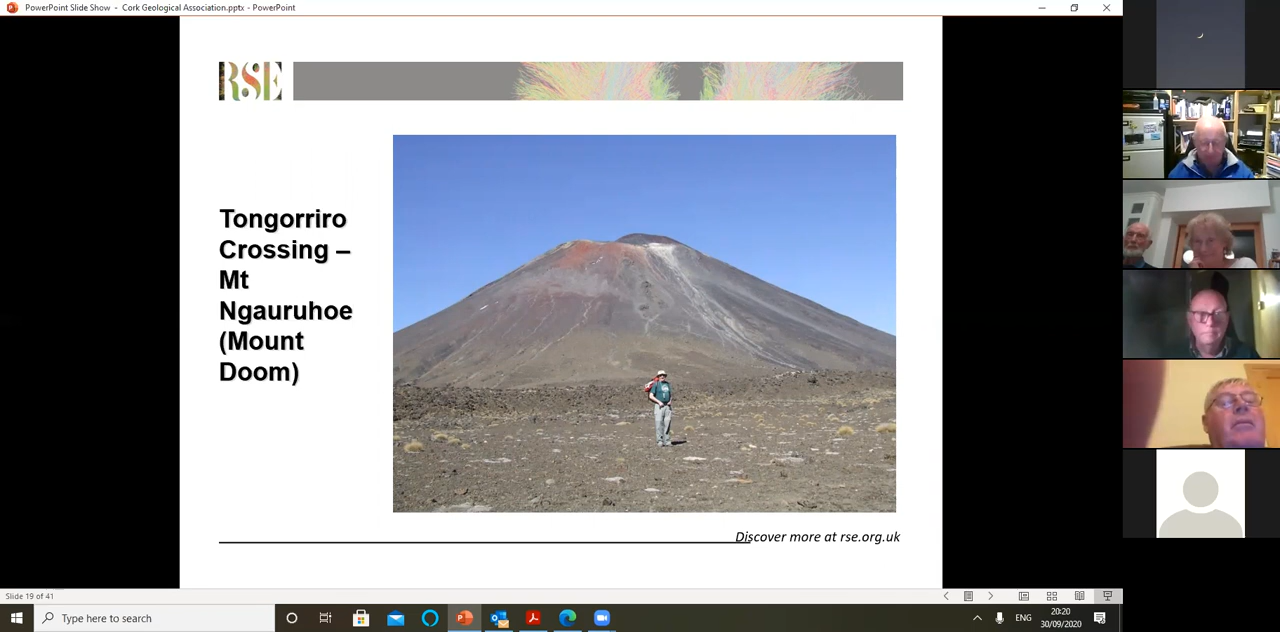 PowerPoint Slide Show - Cork Geological Association.pptx - PowerPoint
RSE
Tongorriro
Crossing –
Mt
Ngauruhoe
(Mount
Doom)
Discover more at rse.org.uk
Slide 19 of 41
Type here to search
ENG
20:20
30/09/2020